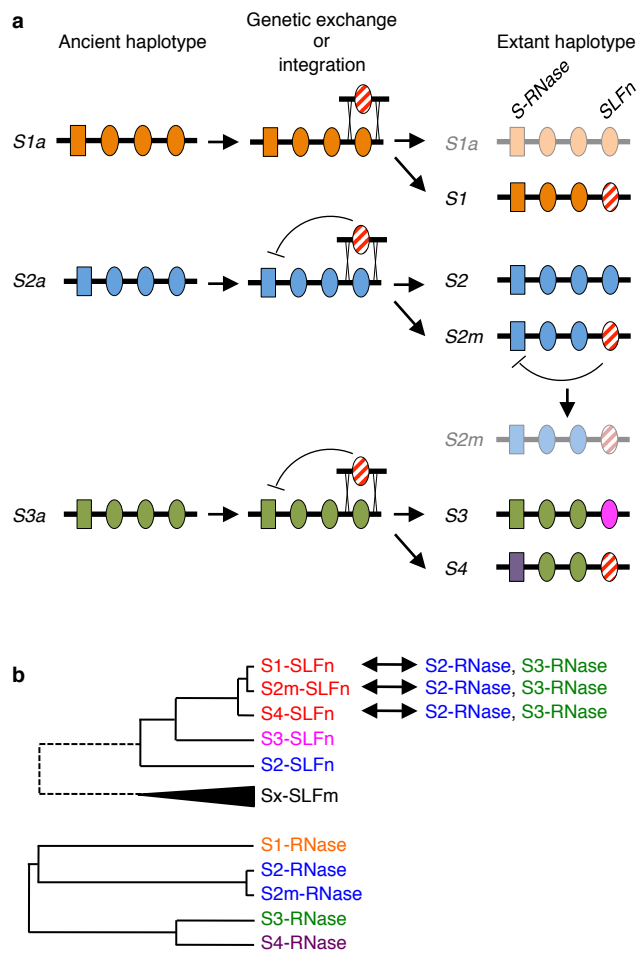 a
Ancient haplotype
Genetic exchange
or
integration
Extant haplotype
S-RNase
SLFn
S1a
S1a
S1
S2a
S2
S2m
S2m
S3a
S3
S4
b
S1-SLFn S2-RNase, S3-RNase
S2m-SLFn S2-RNase, S3-RNase
S4-SLFn S2-RNase, S3-RNase
S3-SLFn
S2-SLFn
Sx-SLFm
S1-RNase
S2-RNase
S2m-RNase
S3-RNase
S4-RNase